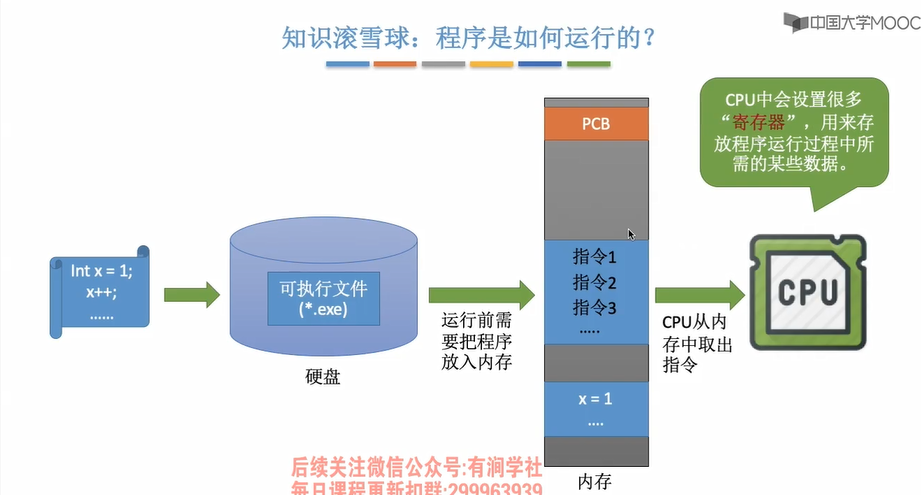 中国大学MOOC
知识滚雪球：程序是如何运行的？
CPU中会设置很多
“寄存器”，用来存
放程序运行过程中所
需的某些数据。
PCB
Int x = 1;
x++;
......
可执行文件
(*.exe)
硬盘
运行前需
要把程序
放入内存
指令1
指令2
指令3
.....
x = 1
....
内存
CPU从内
存中取出
指令
CPU
后续关注微信公众号:有润学社
每日课程更新扣群:299963939